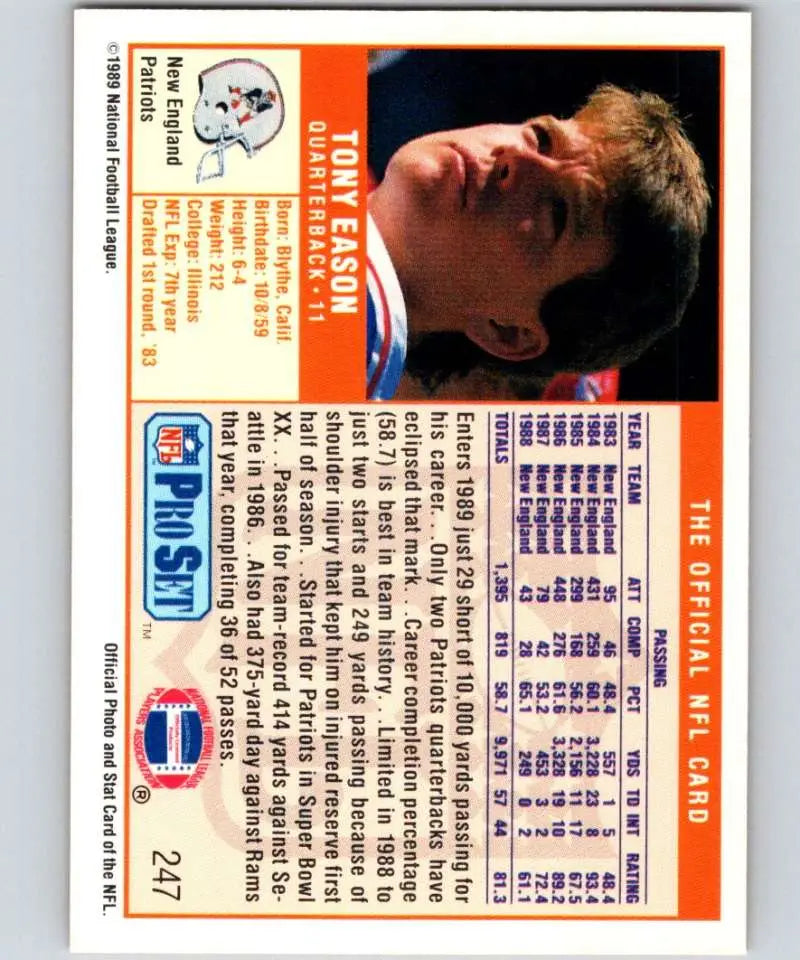 THE OFFICIAL NFL CARD
TONY EASON
QUARTERBACK • 11
New England
Patriots
Born: Blythe, Calif.
Birthdate: 10/8/59
Height: 6-4
Weight: 212
College: Illinois
NFL Exp: 7th year
Drafted 1st round, '83
©1989 National Football League.
PASSING
YEAR TEAM ATT COMP PCT YDS TD INT RATING
1983 New England 95 46 48.4 557 1 5 48.4
1984 New England 431 259 60.1 3,228 23 8 93.4
1985 New England 299 168 56.2 2,156 11 17 67.5
1986 New England 448 276 61.6 3,328 19 10 89.2
1987 New England 79 42 53.2 453 3 2 72.4
1988 New England 43 28 65.1 249 0 2 61.1
TOTALS 1,395 819 58.7 9,971 57 44 81.3
Enters 1989 just 29 short of 10,000 yards passing for
his career. . .Only two Patriots quarterbacks have
eclipsed that mark. . .Career completion percentage
(58.7) is best in team history. . .Limited in 1988 to
just two starts and 249 yards passing because of
shoulder injury that kept him on injured reserve first
half of season. . .Started for Patriots in Super Bowl
XX. . .Passed for team-record 414 yards against Se-
attle in 1986. . .Also had 375-yard day against Rams
that year, completing 36 of 52 passes.
NFL PRO SET TM
NATIONAL FOOTBALL LEAGUE
PLAYERS ASSOCIATION
Officially Licensed
Product
®
247
Official Photo and Stat Card of the NFL.